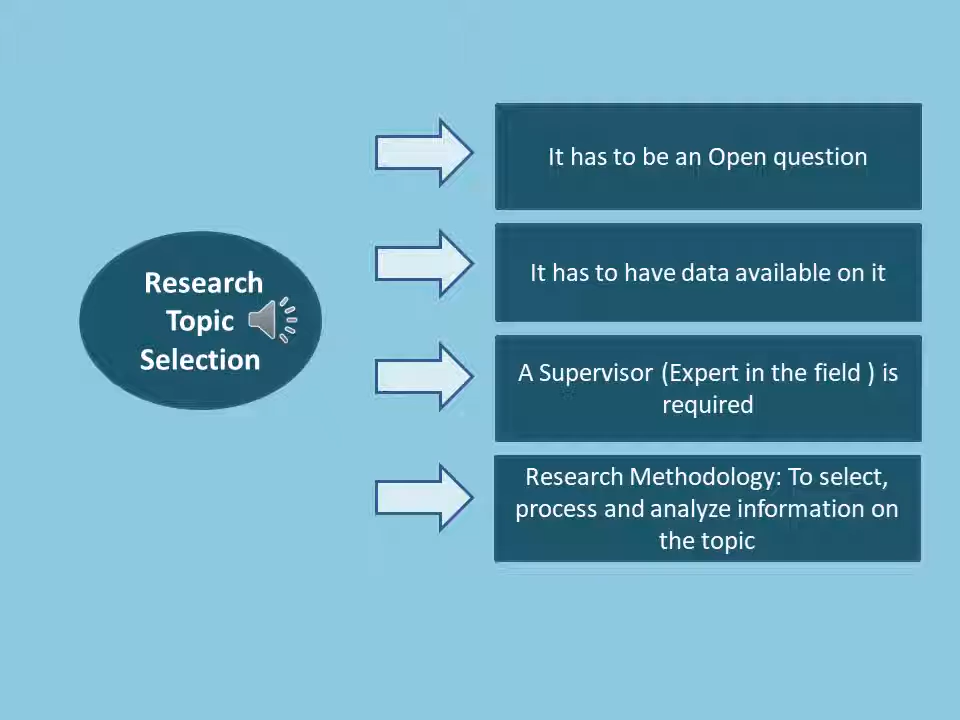 Research
Topic
Selection
It has to be an Open question
It has to have data available on it
A Supervisor (Expert in the field ) is
required
Research Methodology: To select,
process and analyze information on
the topic